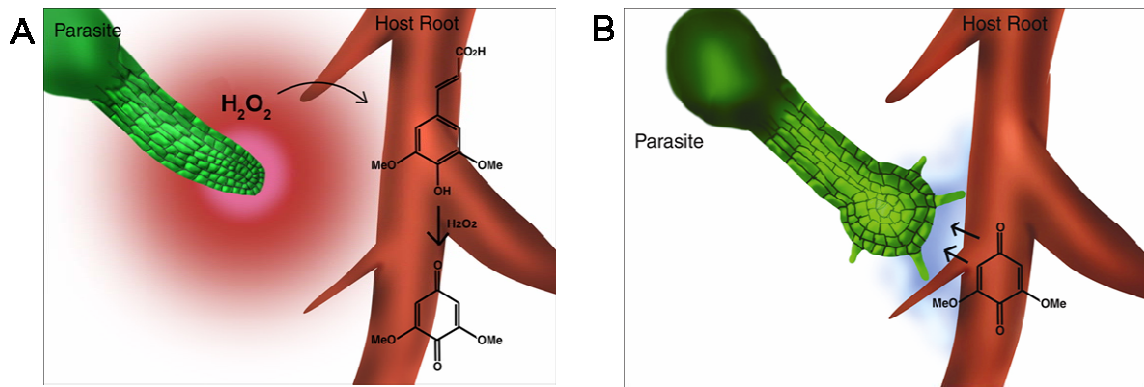 A
Parasite
Host Root
CO₂H
H₂O₂
MeO
OMe
OH
H₂O₂
O
MeO
OMe
O
B
Host Root
Parasite
O
MeO
OMe
O